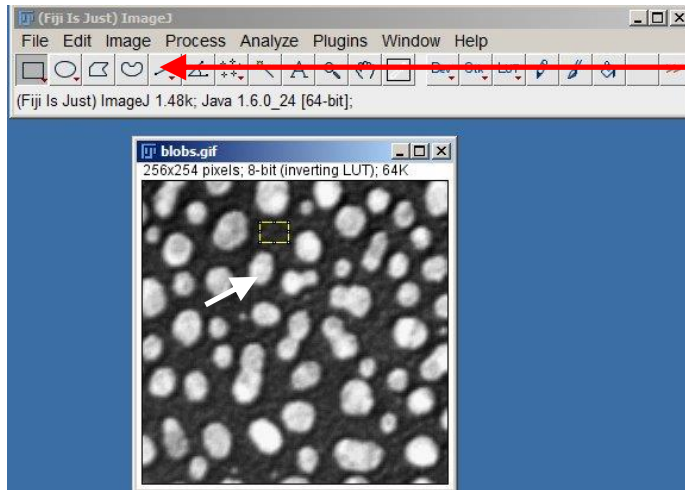 (Fiji Is Just) ImageJ
File Edit Image Process Analyze Plugins Window Help
(Fiji Is Just) ImageJ 1.48k; Java 1.6.0_24 [64-bit];
blobs.gif
256x254 pixels; 8-bit (inverting LUT); 64K